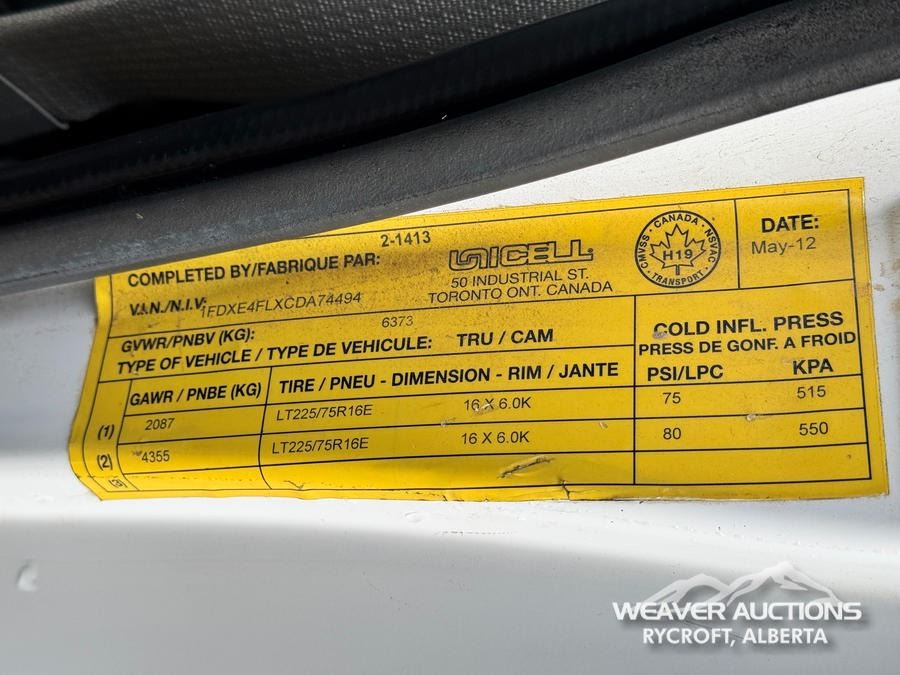 2-1413
COMPLETED BY/FABRIQUE PAR:
UNICELL
50 INDUSTRIAL ST.
TORONTO ONT. CANADA
CANADA
CMVSS
NSVAC
H19
TRANSPORT
DATE:
May-12
V.I.N./N.I.V: 1FDXE4FLXCDA74494
GVWR/PNBV (KG): 6373
TYPE OF VEHICLE / TYPE DE VEHICULE: TRU / CAM
COLD INFL. PRESS
PRESS DE GONF. A FROID
GAWR / PNBE (KG) TIRE / PNEU - DIMENSION - RIM / JANTE PSI/LPC KPA
(1) 2087 LT225/75R16E 16 X 6.0K 75 515
(2) 4355 LT225/75R16E 16 X 6.0K 80 550
(3)
WEAVER AUCTIONS
RYCROFT, ALBERTA